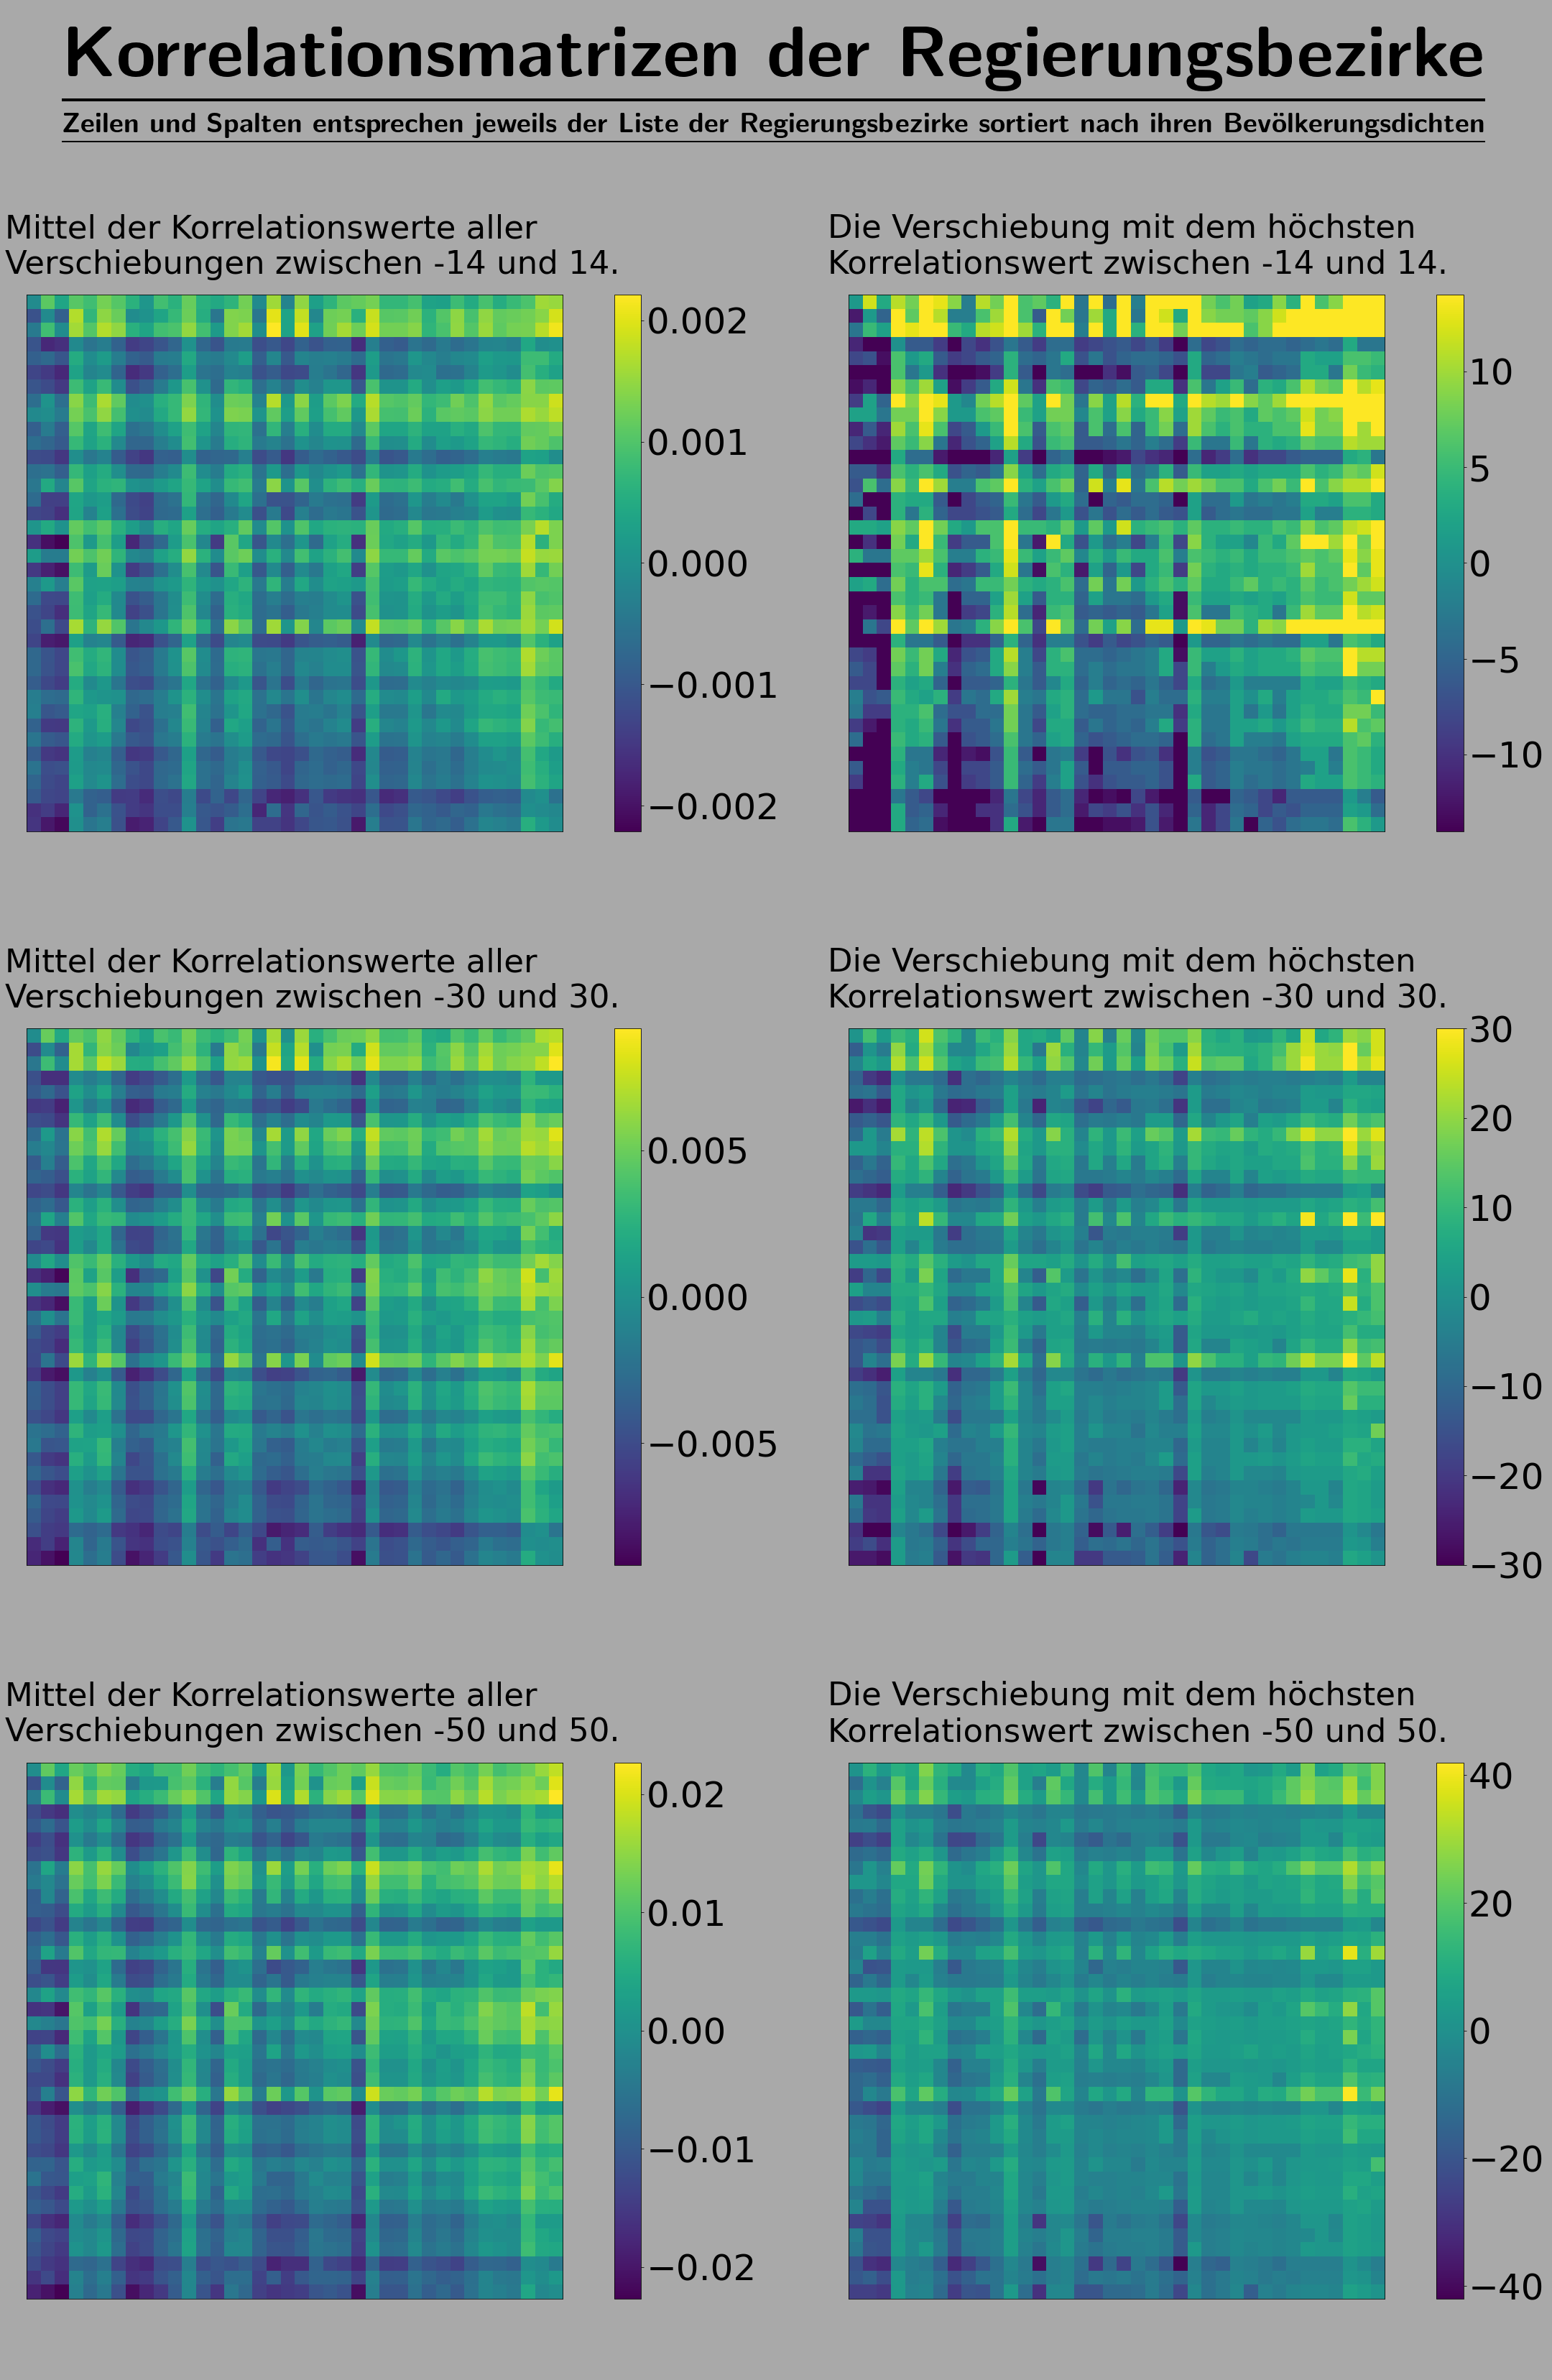 Korrelationsmatrizen der Regierungsbezirke
Zeilen und Spalten entsprechen jeweils der Liste der Regierungsbezirke sortiert nach ihren Bevölkerungsdichten
Mittel der Korrelationswerte aller
Verschiebungen zwischen -14 und 14.
0.002
0.001
0.000
−0.001
−0.002
Die Verschiebung mit dem höchsten
Korrelationswert zwischen -14 und 14.
10
5
0
−5
−10
Mittel der Korrelationswerte aller
Verschiebungen zwischen -30 und 30.
0.005
0.000
−0.005
Die Verschiebung mit dem höchsten
Korrelationswert zwischen -30 und 30.
30
20
10
0
−10
−20
−30
Mittel der Korrelationswerte aller
Verschiebungen zwischen -50 und 50.
0.02
0.01
0.00
−0.01
−0.02
Die Verschiebung mit dem höchsten
Korrelationswert zwischen -50 und 50.
40
20
0
−20
−40